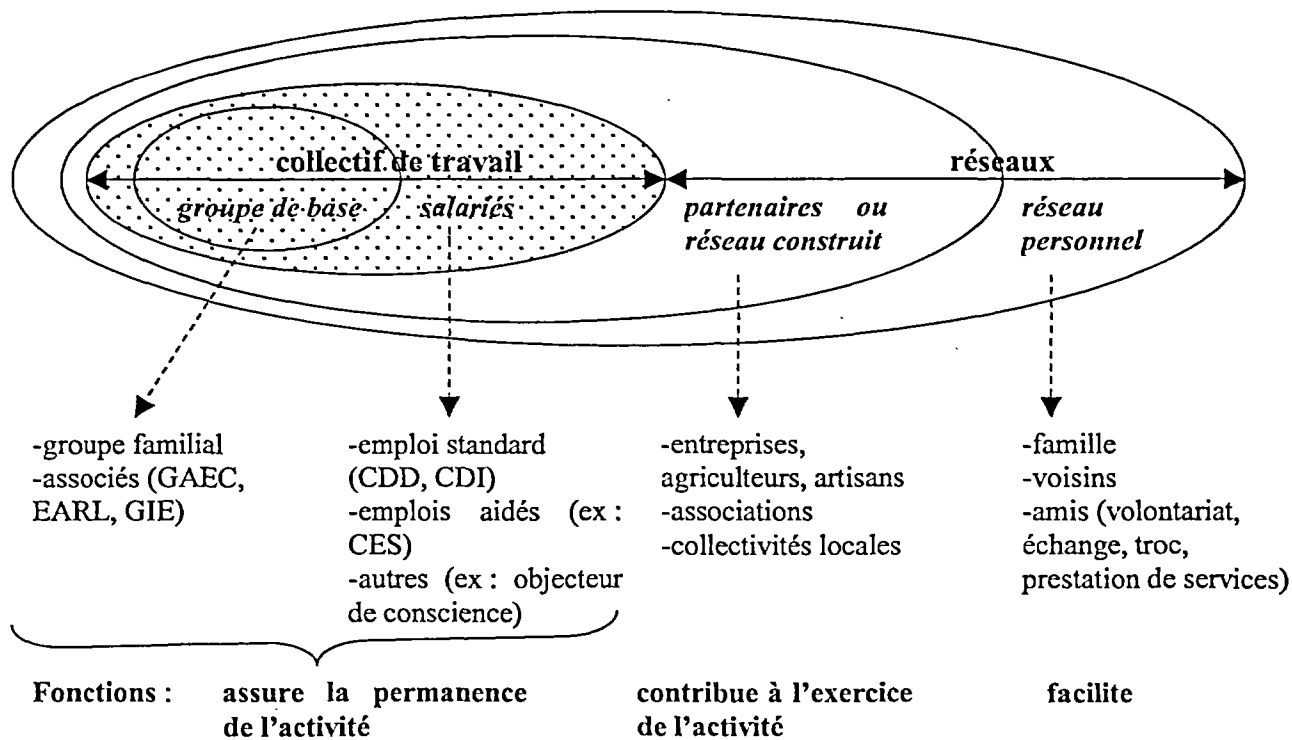 collectif de travail
réseaux
groupe de base
salariés
partenaires ou
réseau construit
réseau
personnel
-groupe familial
-associés (GAEC,
EARL, GIE)
-emploi standard
(CDD, CDI)
-emplois aidés (ex :
CES)
-autres (ex : objecteur
de conscience)
-entreprises,
agriculteurs, artisans
-associations
-collectivités locales
-famille
-voisins
-amis (volontariat,
échange, troc,
prestation de services)
Fonctions :
assure la permanence
de l'activité
contribue à l'exercice
de l'activité
facilite